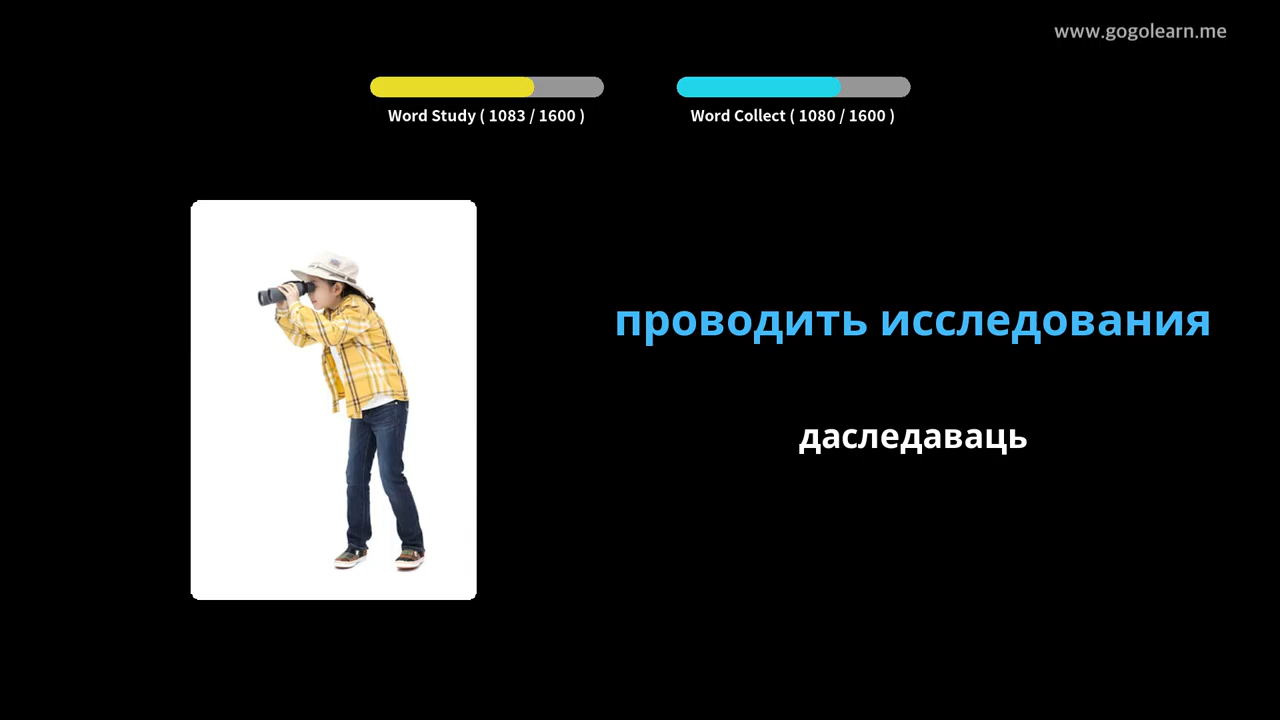 www.gogolearn.me
Word Study ( 1083 / 1600 )
Word Collect ( 1080 / 1600 )
проводить исследования
даследаваць